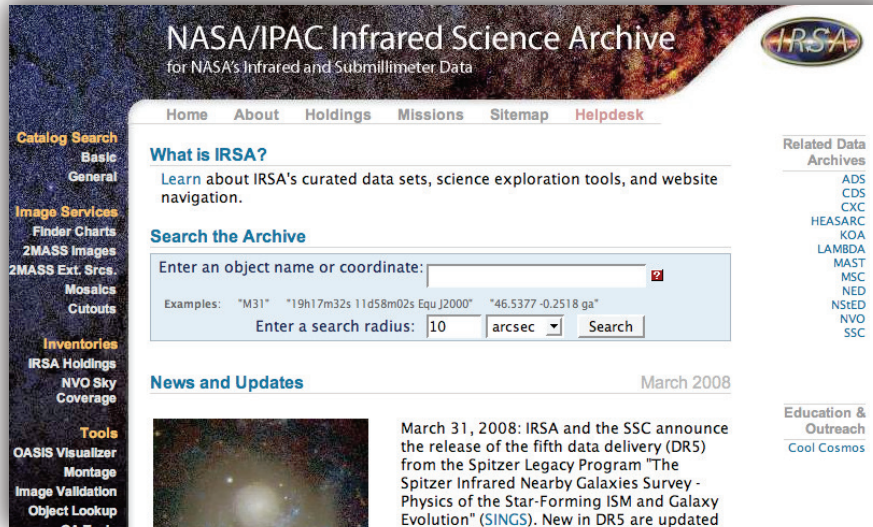 NASA/IPAC Infrared Science Archive
for NASA's Infrared and Submillimeter Data
IRSA
Home About Holdings Missions Sitemap Helpdesk
Catalog Search
Basic
General
Image Services
Finder Charts
2MASS Images
2MASS Ext. Srcs.
Mosaics
Cutouts
Inventories
IRSA Holdings
NVO Sky
Coverage
Tools
OASIS Visualizer
Montage
Image Validation
Object Lookup
What is IRSA?
Learn about IRSA's curated data sets, science exploration tools, and website
navigation.
Search the Archive
Enter an object name or coordinate:
?
Examples: "M31" "19h17m32s 11d58m02s Equ J2000" "46.5377 -0.2518 ga"
Enter a search radius: 10 arcsec Search
News and Updates March 2008
March 31, 2008: IRSA and the SSC announce
the release of the fifth data delivery (DR5)
from the Spitzer Legacy Program "The
Spitzer Infrared Nearby Galaxies Survey -
Physics of the Star-Forming ISM and Galaxy
Evolution" (SINGS). New in DR5 are updated
Related Data
Archives
ADS
CDS
CXC
HEASARC
KOA
LAMBDA
MAST
MSC
NED
NStED
NVO
SSC
Education &
Outreach
Cool Cosmos